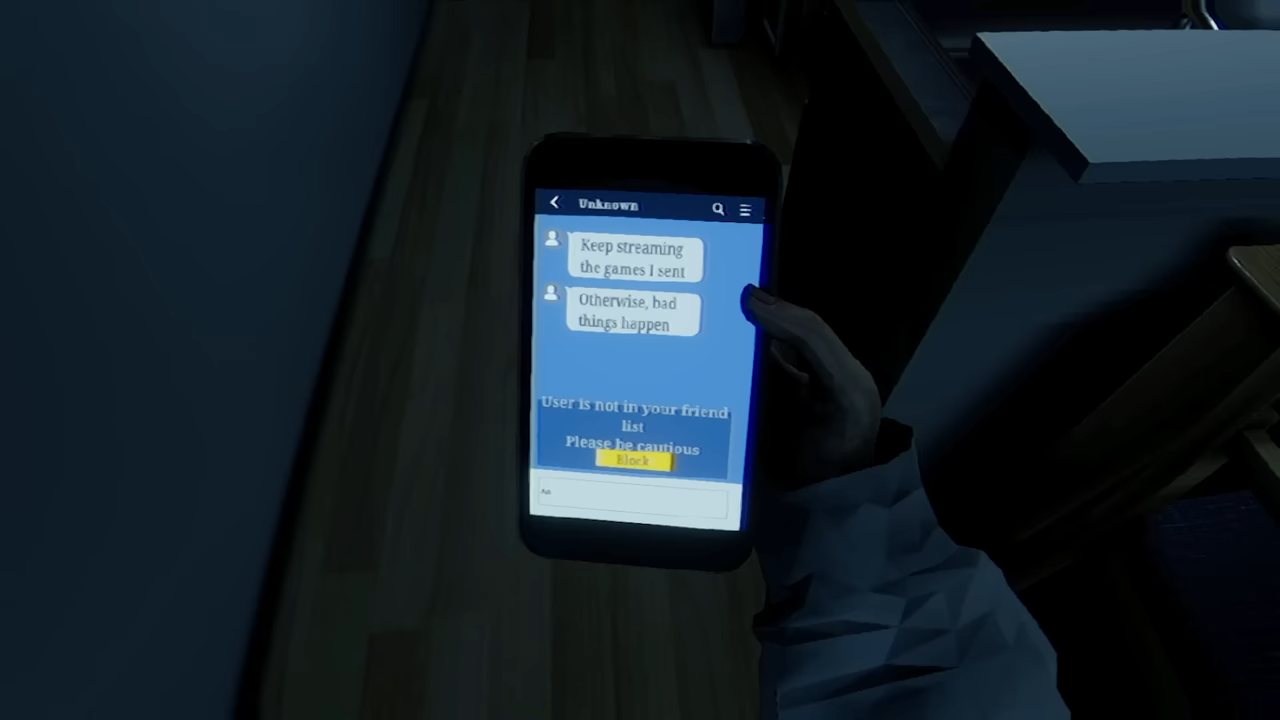 Unknown
Keep streaming
the games I sent
Otherwise, bad
things happen
User is not in your friend
list
Please be cautious
Block